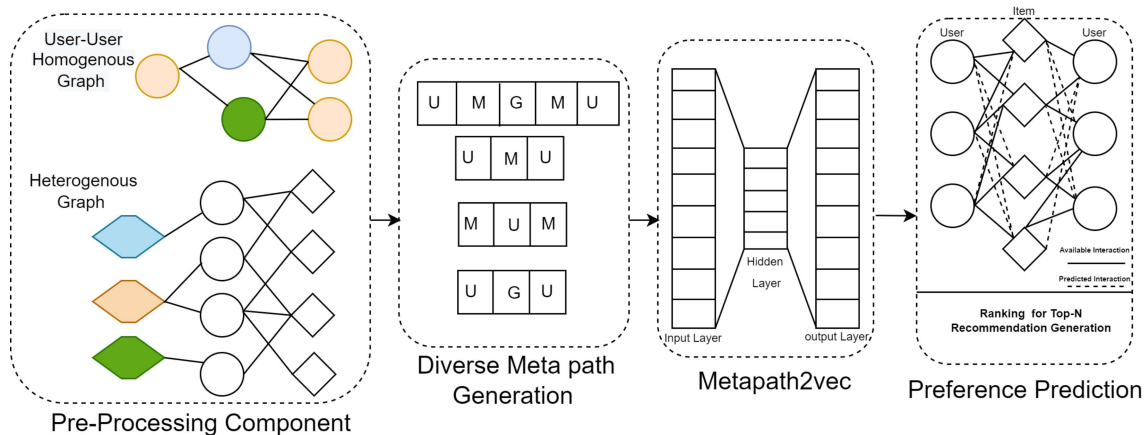 User-User
Homogenous
Graph
Heterogenous
Graph
Pre-Processing Component
U M G M U
U M U
M U M
U G U
Diverse Meta path
Generation
Input Layer
Hidden
Layer
output Layer
Metapath2vec
Item
User
User
Available Interaction
Predicted Interaction
Ranking for Top-N
Recommendation Generation
Preference Prediction